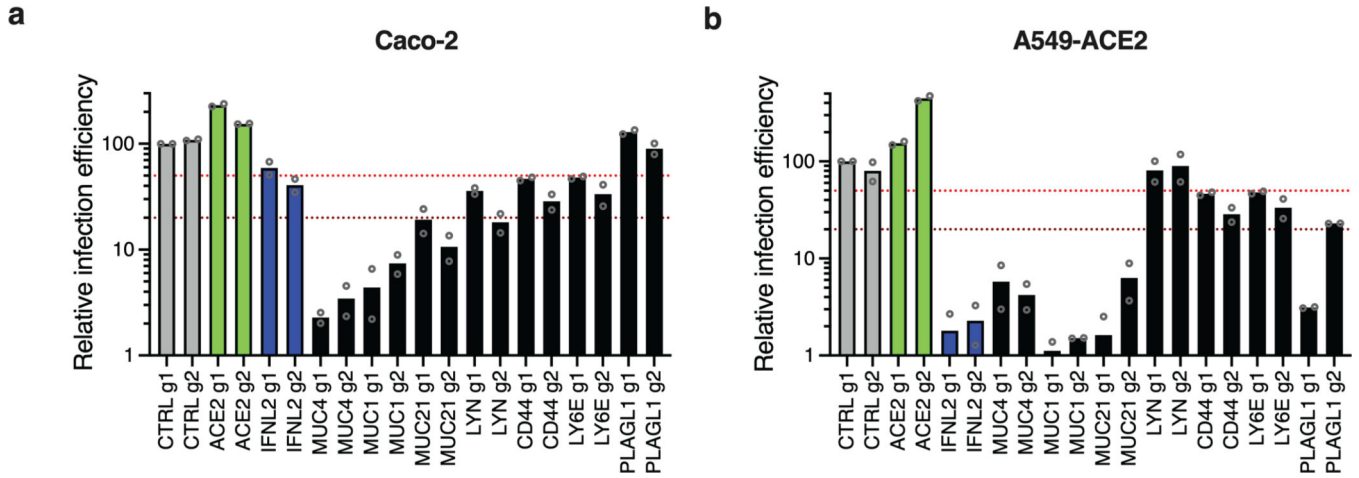 a
Caco-2
Relative infection efficiency
100
10
1
CTRL g1
CTRL g2
ACE2 g1
ACE2 g2
IFNL2 g1
IFNL2 g2
MUC4 g1
MUC4 g2
MUC1 g1
MUC1 g2
MUC21 g1
MUC21 g2
LYN g1
LYN g2
CD44 g1
CD44 g2
LY6E g1
LY6E g2
PLAGL1 g1
PLAGL1 g2
b
A549-ACE2
Relative infection efficiency
100
10
1
CTRL g1
CTRL g2
ACE2 g1
ACE2 g2
IFNL2 g1
IFNL2 g2
MUC4 g1
MUC4 g2
MUC1 g1
MUC1 g2
MUC21 g1
MUC21 g2
LYN g1
LYN g2
CD44 g1
CD44 g2
LY6E g1
LY6E g2
PLAGL1 g1
PLAGL1 g2